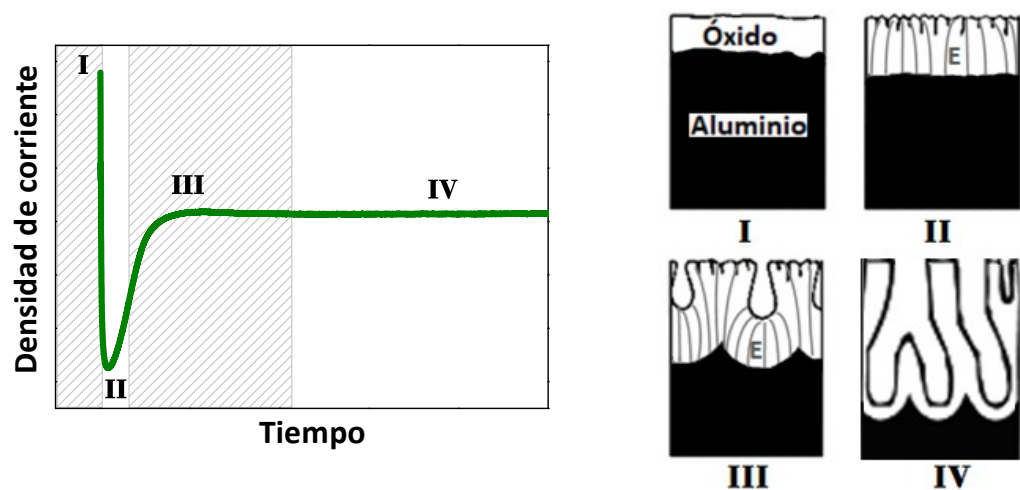 Densidad de corriente
I
II
III
IV
Tiempo
Óxido
Aluminio
I
E
II
E
III
IV